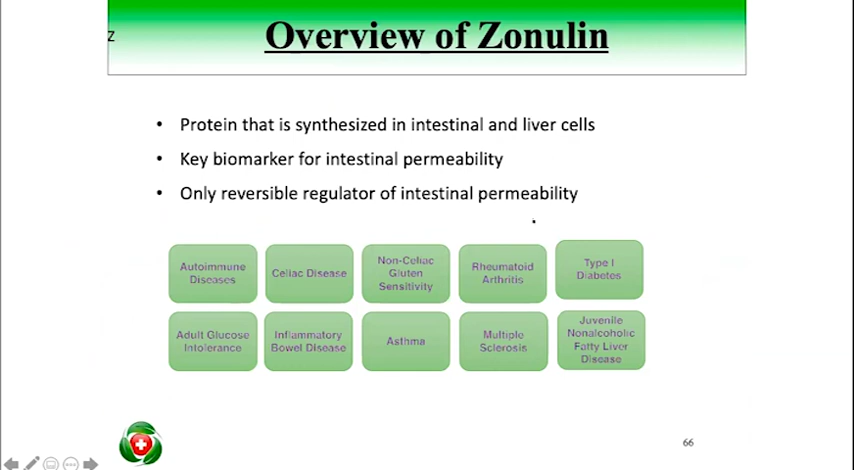 z
Overview of Zonulin
• Protein that is synthesized in intestinal and liver cells
• Key biomarker for intestinal permeability
• Only reversible regulator of intestinal permeability
Autoimmune
Diseases
Celiac Disease
Non-Celiac
Gluten
Sensitivity
Rheumatoid
Arthritis
Type I
Diabetes
Adult Glucose
Intolerance
Inflammatory
Bowel Disease
Asthma
Multiple
Sclerosis
Juvenile
Nonalcoholic
Fatty Liver
Disease
66